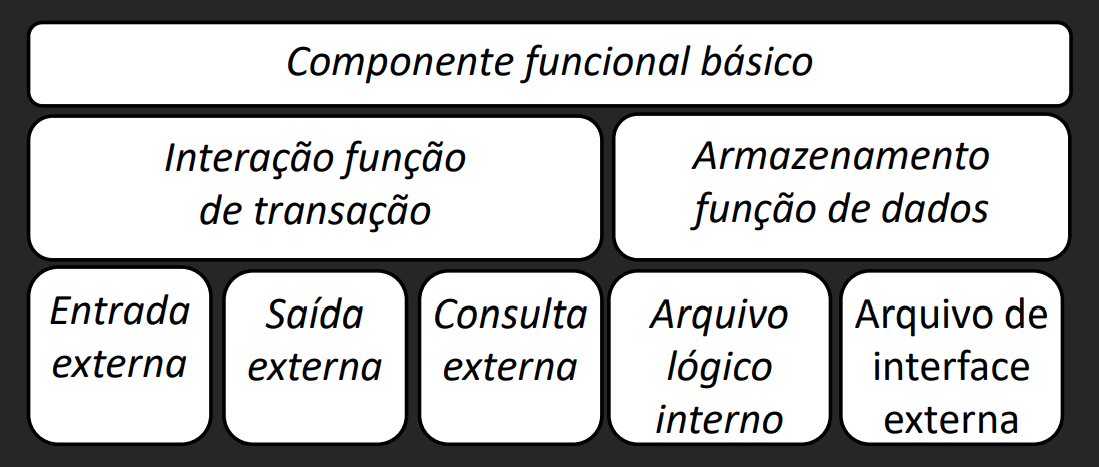 Componente funcional básico
Interação função
de transação
Armazenamento
função de dados
Entrada
externa
Saída
externa
Consulta
externa
Arquivo
lógico
interno
Arquivo de
interface
externa